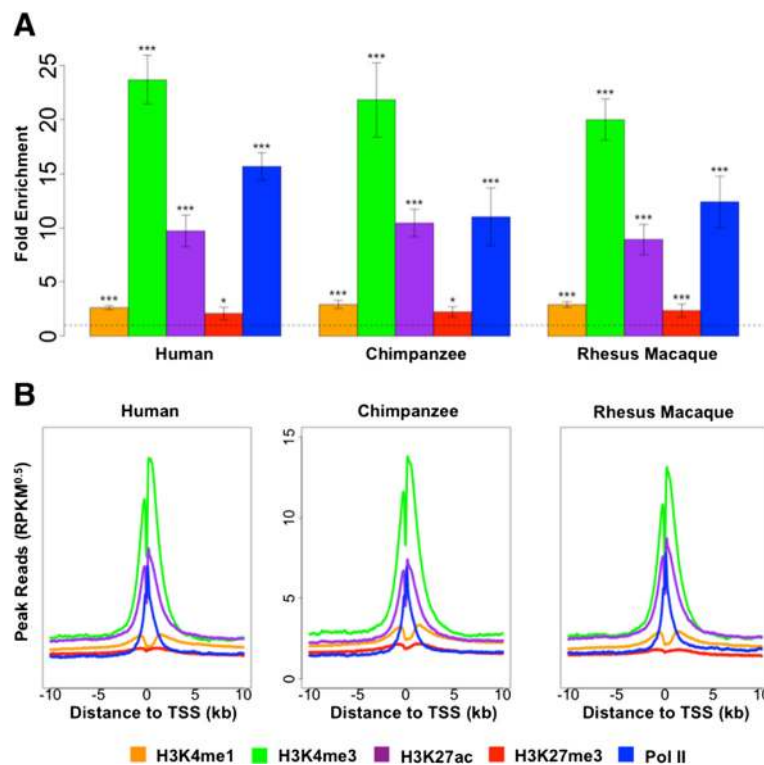 A
Fold Enrichment
0 5 10 15 20 25
*** *** *** * ***
*** *** *** * ***
*** *** *** *** ***
Human Chimpanzee Rhesus Macaque
B
Human Chimpanzee Rhesus Macaque
Peak Reads (RPKM0.5)
0 5 10 15
-10 -5 0 5 10 -10 -5 0 5 10 -10 -5 0 5 10
Distance to TSS (kb) Distance to TSS (kb) Distance to TSS (kb)
H3K4me1 H3K4me3 H3K27ac H3K27me3 Pol II